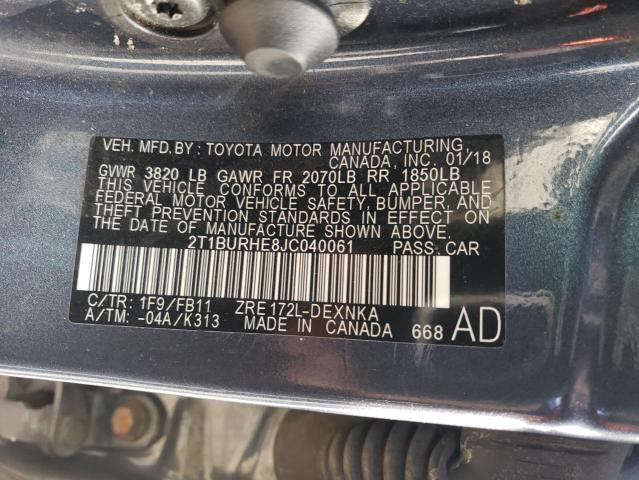 VEH. MFD.BY : TOYOTA MOTOR MANUFACTURING,
CANADA, INC. 01/18
GVWR 3820 LB GAWR FR 2070LB RR 1850LB
THIS VEHICLE CONFORMS TO ALL APPLICABLE
FEDERAL MOTOR VEHICLE SAFETY, BUMPER, AND
THEFT PREVENTION STANDARDS IN EFFECT ON
THE DATE OF MANUFACTURE SHOWN ABOVE.
2T1BURHE8JC040061 PASS. CAR
C/TR: 1F9/FB11 ZRE172L-DEXNKA
A/TM: -04A/K313 MADE IN CANADA 668 AD